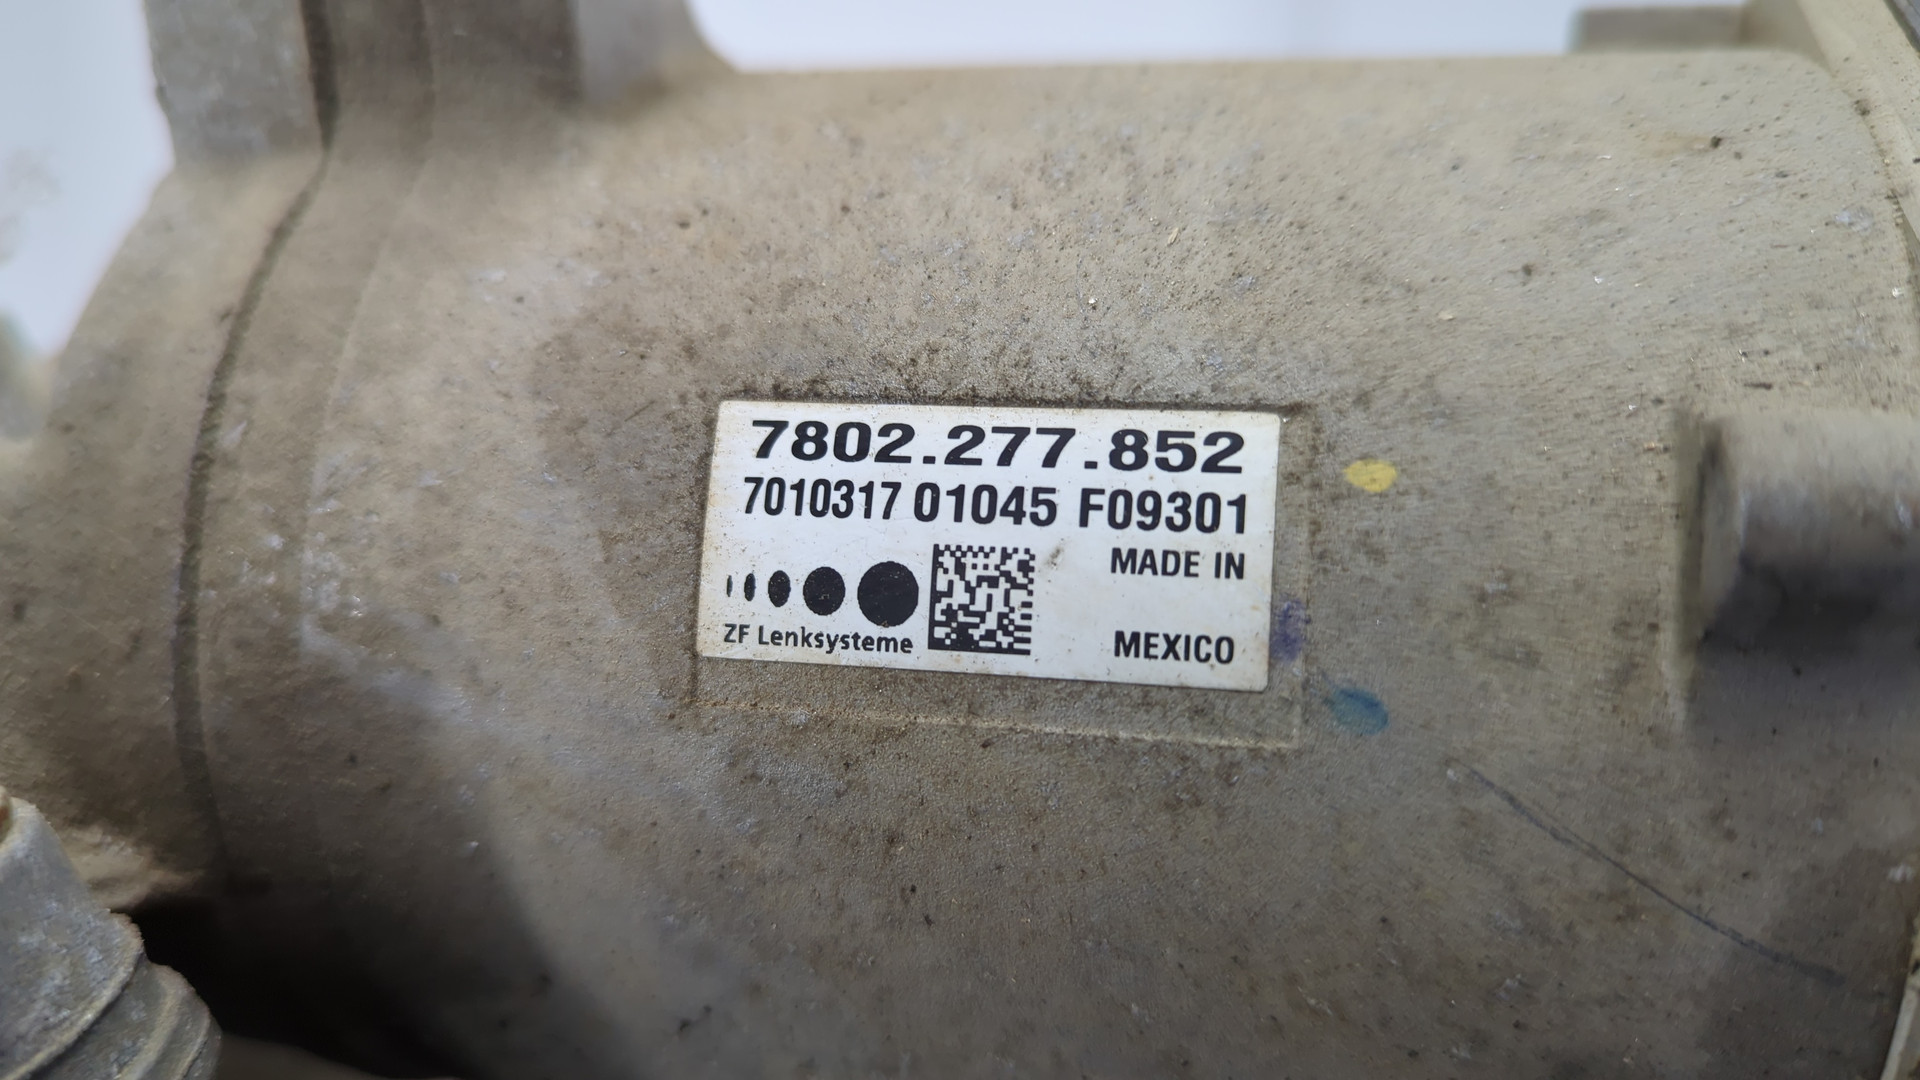 7802.277.852
7010317 01045 F09301
MADE IN
MEXICO
ZF Lenksysteme